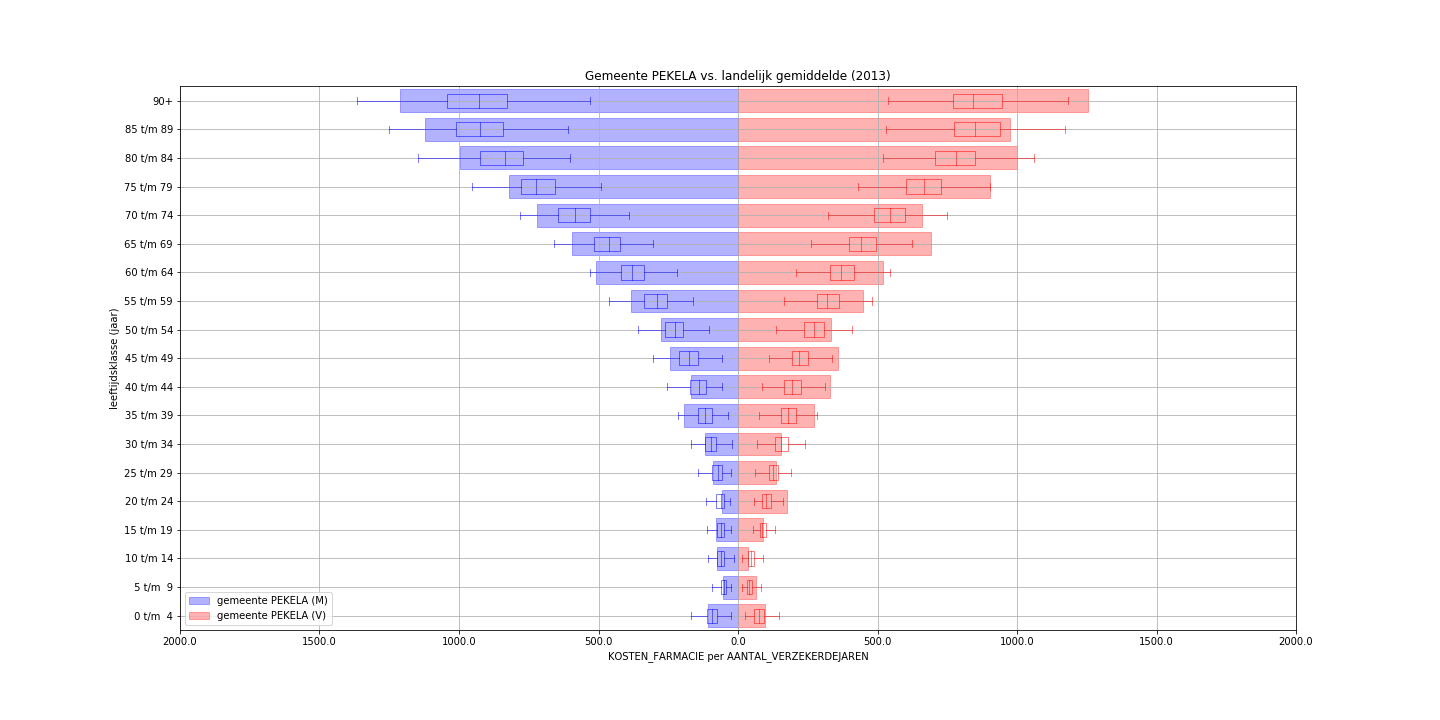 Gemeente PEKELA vs. landelijk gemiddelde (2013)
90+
85 t/m 89
80 t/m 84
75 t/m 79
70 t/m 74
65 t/m 69
60 t/m 64
55 t/m 59
50 t/m 54
45 t/m 49
40 t/m 44
35 t/m 39
30 t/m 34
25 t/m 29
20 t/m 24
15 t/m 19
10 t/m 14
5 t/m  9
0 t/m  4
leeftijdsklasse (jaar)
gemeente PEKELA (M)
gemeente PEKELA (V)
2000.0 1500.0 1000.0 500.0 0.0 500.0 1000.0 1500.0 2000.0
KOSTEN_FARMACIE per AANTAL_VERZEKERDEJAREN